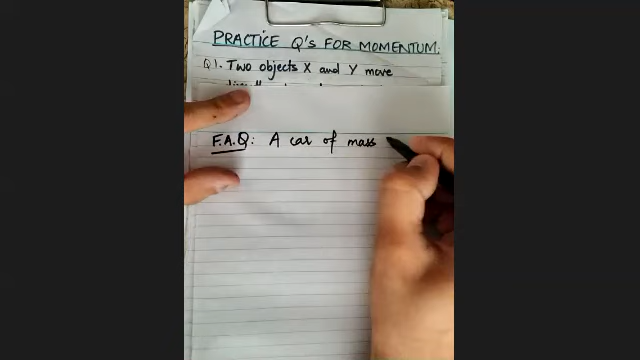 PRACTICE Q's FOR MOMENTUM:
Q1. Two objects X and Y move
F.A.Q: A car of mass